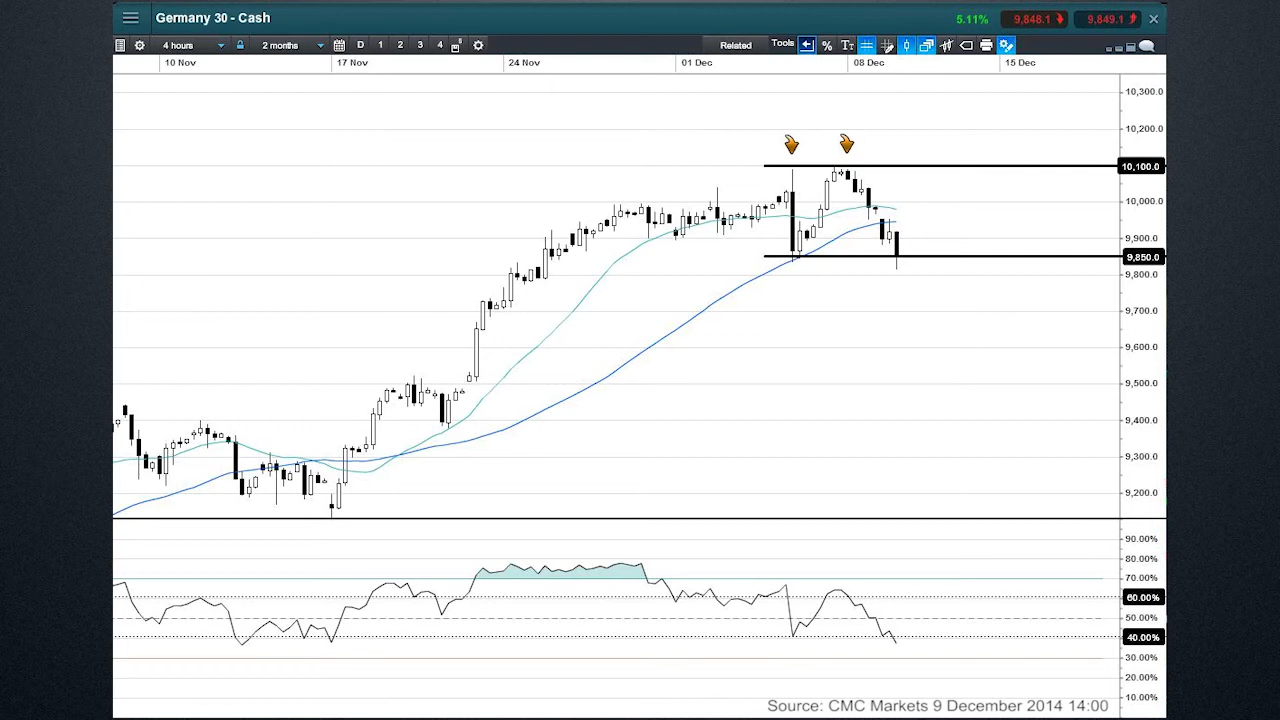 Germany 30 - Cash
5.11%
9,848.1
9,849.1
4 hours
2 months
D
1
2
3
4
Related
Tools
%
10 Nov
17 Nov
24 Nov
01 Dec
08 Dec
15 Dec
10,300.0
10,200.0
10,100.0
10,000.0
9,900.0
9,850.0
9,800.0
9,700.0
9,600.0
9,500.0
9,400.0
9,300.0
9,200.0
90.00%
80.00%
70.00%
60.00%
50.00%
40.00%
30.00%
20.00%
10.00%
Source: CMC Markets 9 December 2014 14:00